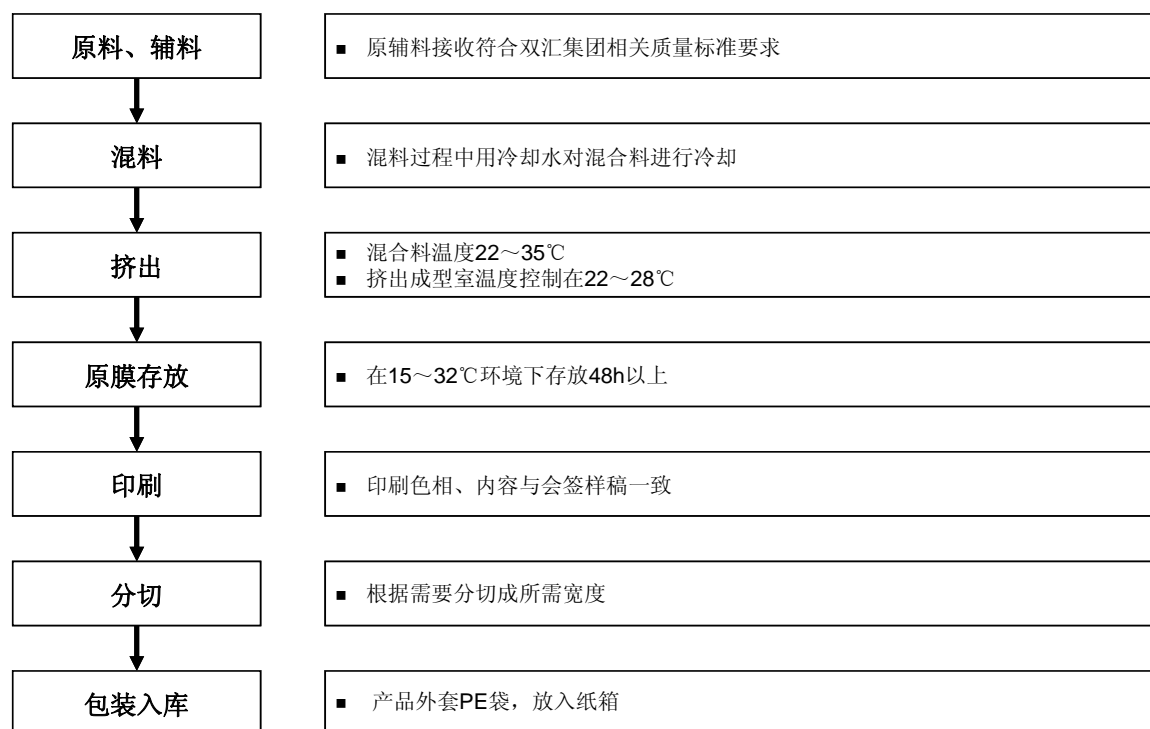 原料、辅料
■ 原辅料接收符合双汇集团相关质量标准要求
混料
■ 混料过程中用冷却水对混合料进行冷却
挤出
■ 混合料温度22～35℃
■ 挤出成型室温度控制在22～28℃
原膜存放
■ 在15～32℃环境下存放48h以上
印刷
■ 印刷色相、内容与会签样稿一致
分切
■ 根据需要分切成所需宽度
包装入库
■ 产品外套PE袋，放入纸箱